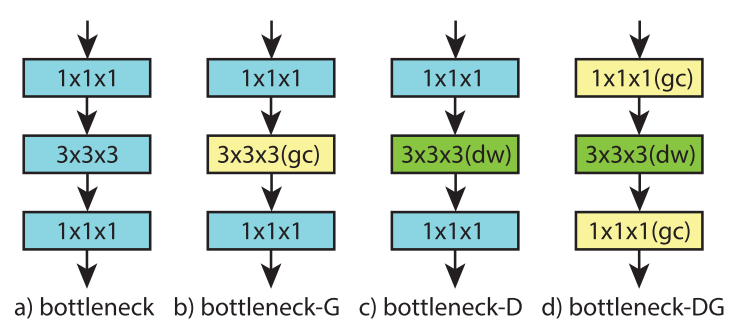 1x1x1
3x3x3
1x1x1
a) bottleneck
1x1x1
3x3x3(gc)
1x1x1
b) bottleneck-G
1x1x1
3x3x3(dw)
1x1x1
c) bottleneck-D
1x1x1(gc)
3x3x3(dw)
1x1x1(gc)
d) bottleneck-DG